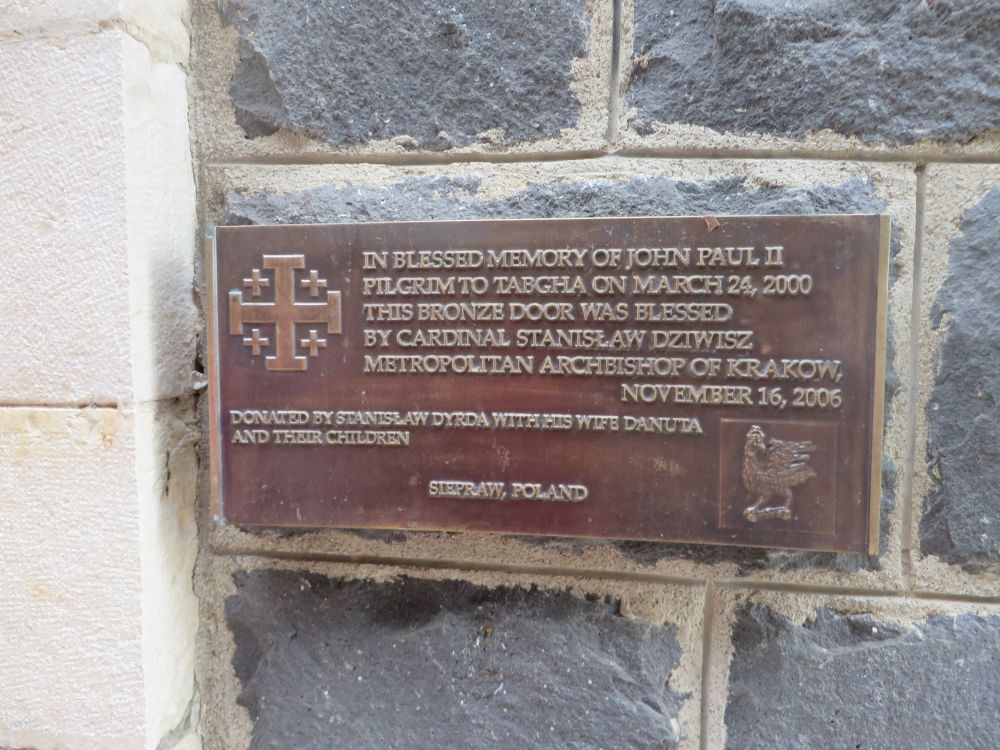 IN BLESSED MEMORY OF JOHN PAUL II
PILGRIM TO TABGHA ON MARCH 24, 2000
THIS BRONZE DOOR WAS BLESSED
BY CARDINAL STANISŁAW DZIWISZ
METROPOLITAN ARCHBISHOP OF KRAKOW,
NOVEMBER 16, 2006
DONATED BY STANISŁAW DYRDA WITH HIS WIFE DANUTA
AND THEIR CHILDREN
SIEPRAW, POLAND